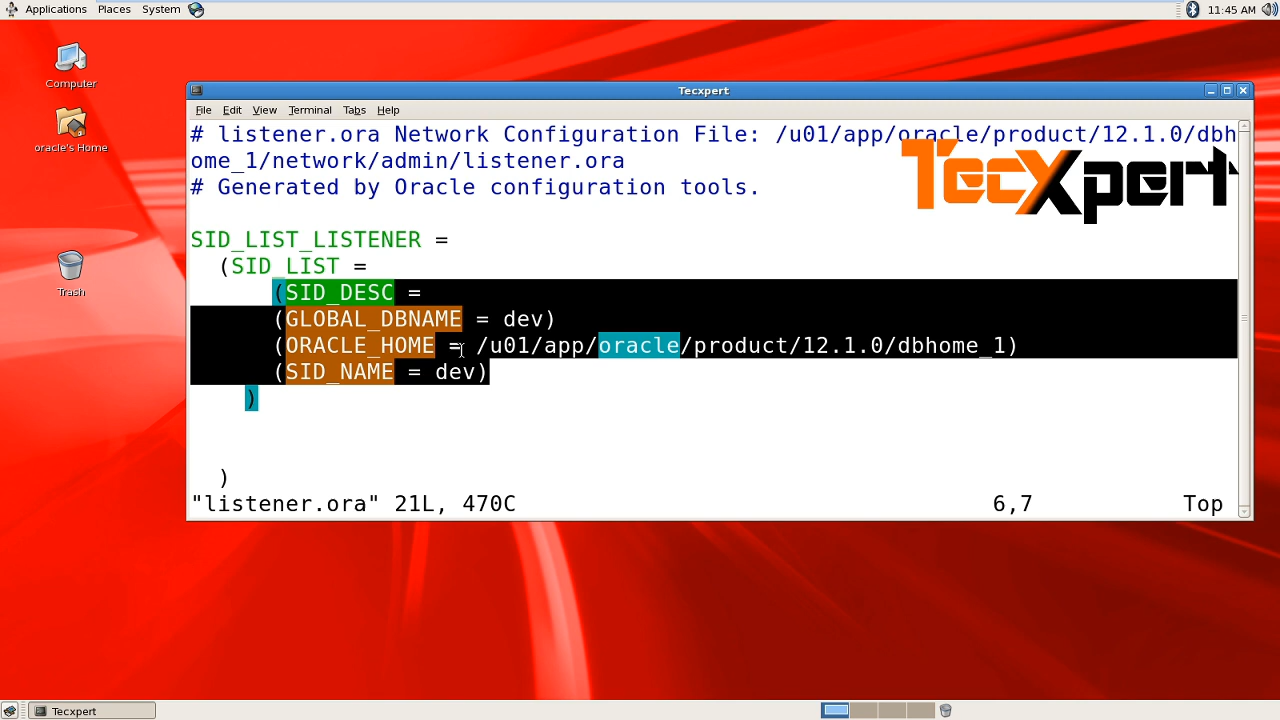 Applications Places System 11:45 AM
Computer
oracle's Home
Trash
Tecxpert
File Edit View Terminal Tabs Help
# listener.ora Network Configuration File: /u01/app/oracle/product/12.1.0/dbh
ome_1/network/admin/listener.ora
# Generated by Oracle configuration tools.
TecXpert
SID_LIST_LISTENER =
(SID_LIST =
(SID_DESC =
(GLOBAL_DBNAME = dev)
(ORACLE_HOME = /u01/app/oracle/product/12.1.0/dbhome_1)
(SID_NAME = dev)
)
)
"listener.ora" 21L, 470C 6,7 Top
Tecxpert